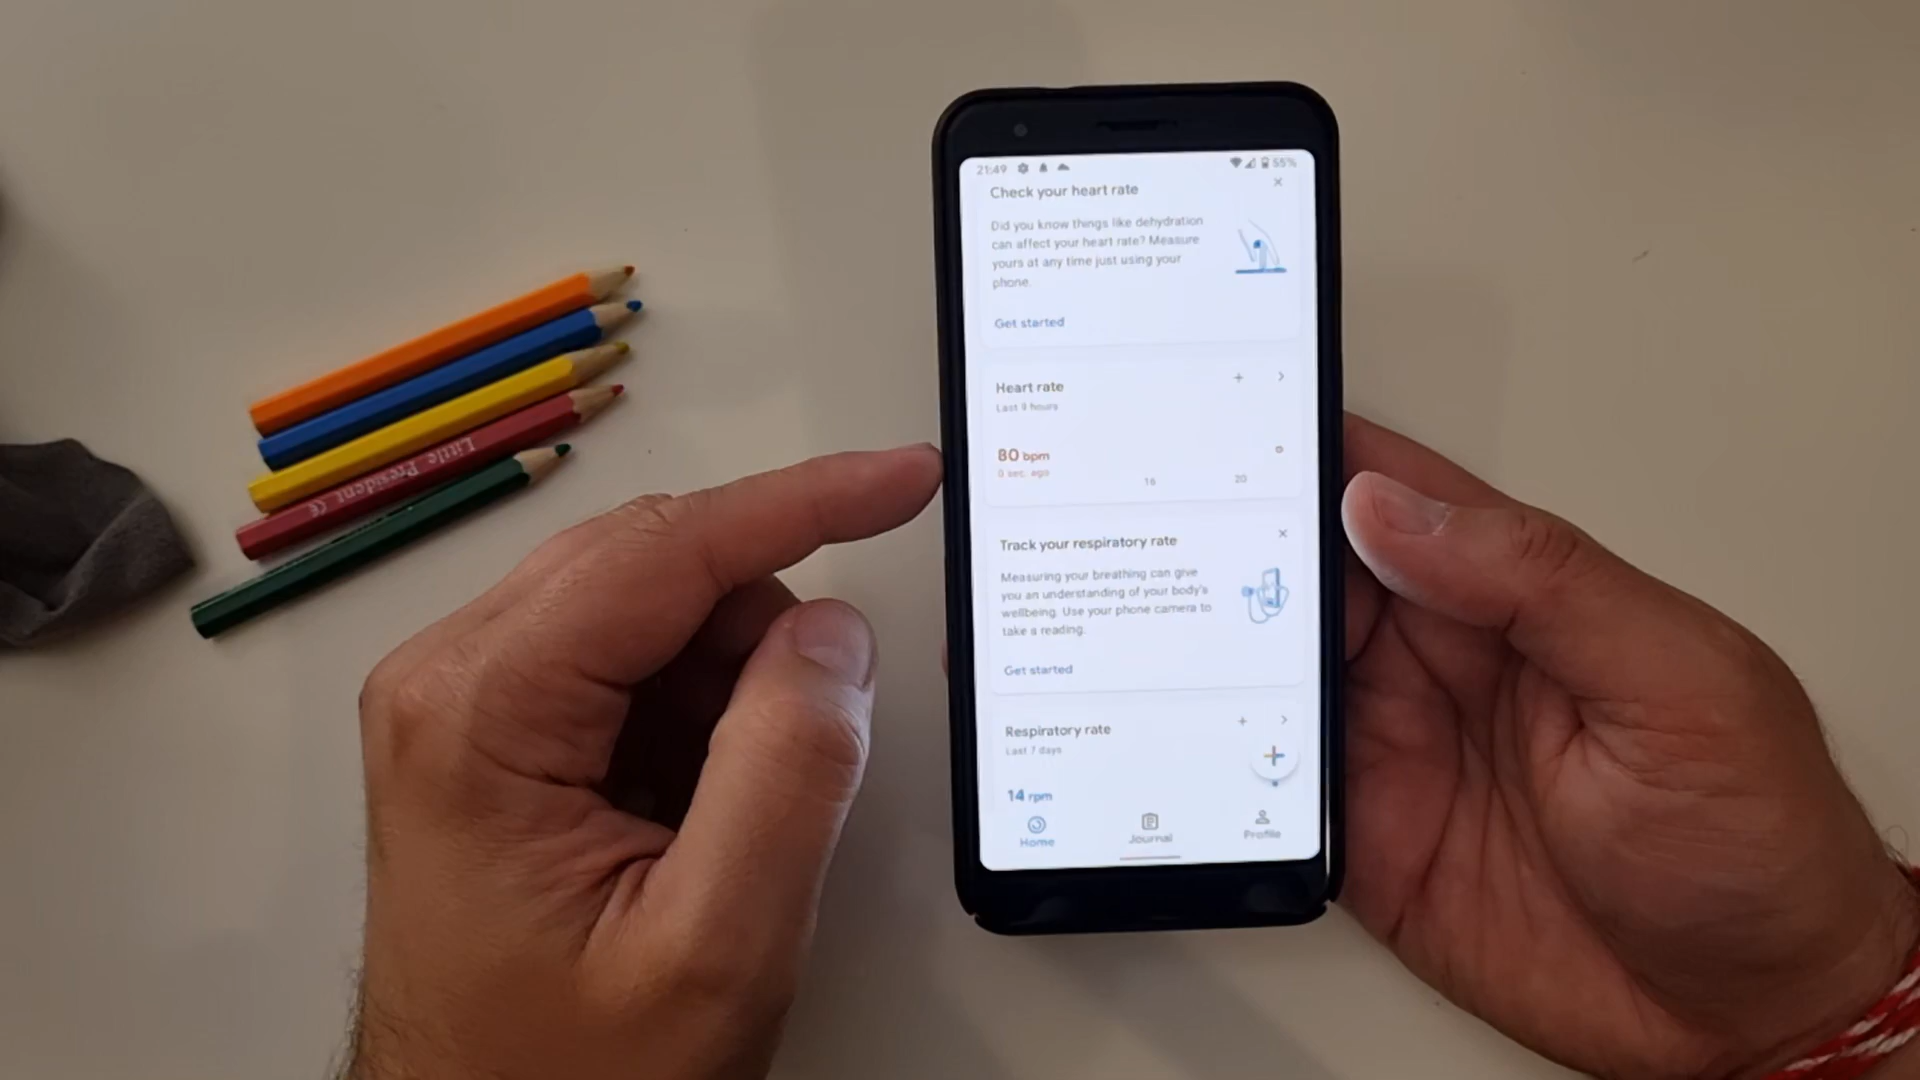 21:49
55%
Check your heart rate
Did you know things like dehydration
can affect your heart rate? Measure
yours at any time just using your
phone.
Get started
Heart rate
Last 9 hours
80 bpm
0 sec. ago
16
20
Track your respiratory rate
Measuring your breathing can give
you an understanding of your body's
wellbeing. Use your phone camera to
take a reading.
Get started
Respiratory rate
Last 7 days
14 rpm
Home
Journal
Profile
Little President